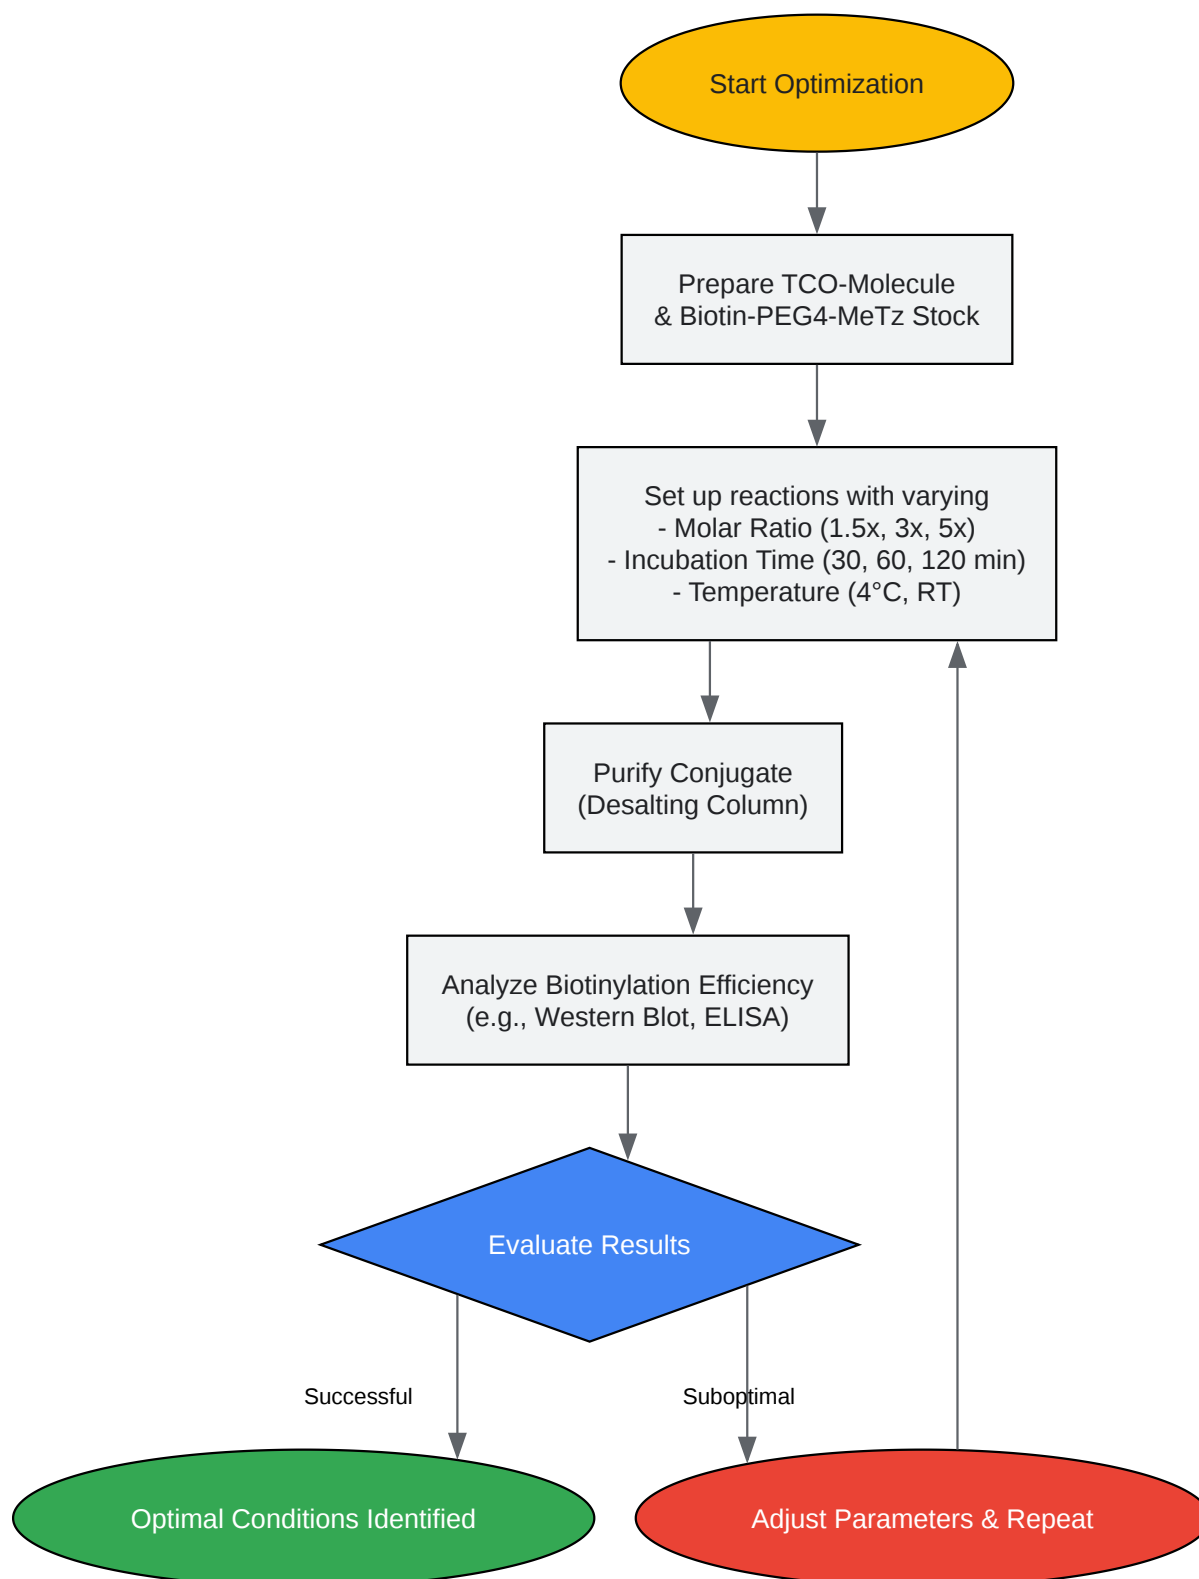 Start Optimization
Prepare TCO-Molecule
& Biotin-PEG4-MeTz Stock
Set up reactions with varying
- Molar Ratio (1.5x, 3x, 5x)
- Incubation Time (30, 60, 120 min)
- Temperature (4°C, RT)
Purify Conjugate
(Desalting Column)
Analyze Biotinylation Efficiency
(e.g., Western Blot, ELISA)
Evaluate Results
Successful
Suboptimal
Optimal Conditions Identified
Adjust Parameters & Repeat